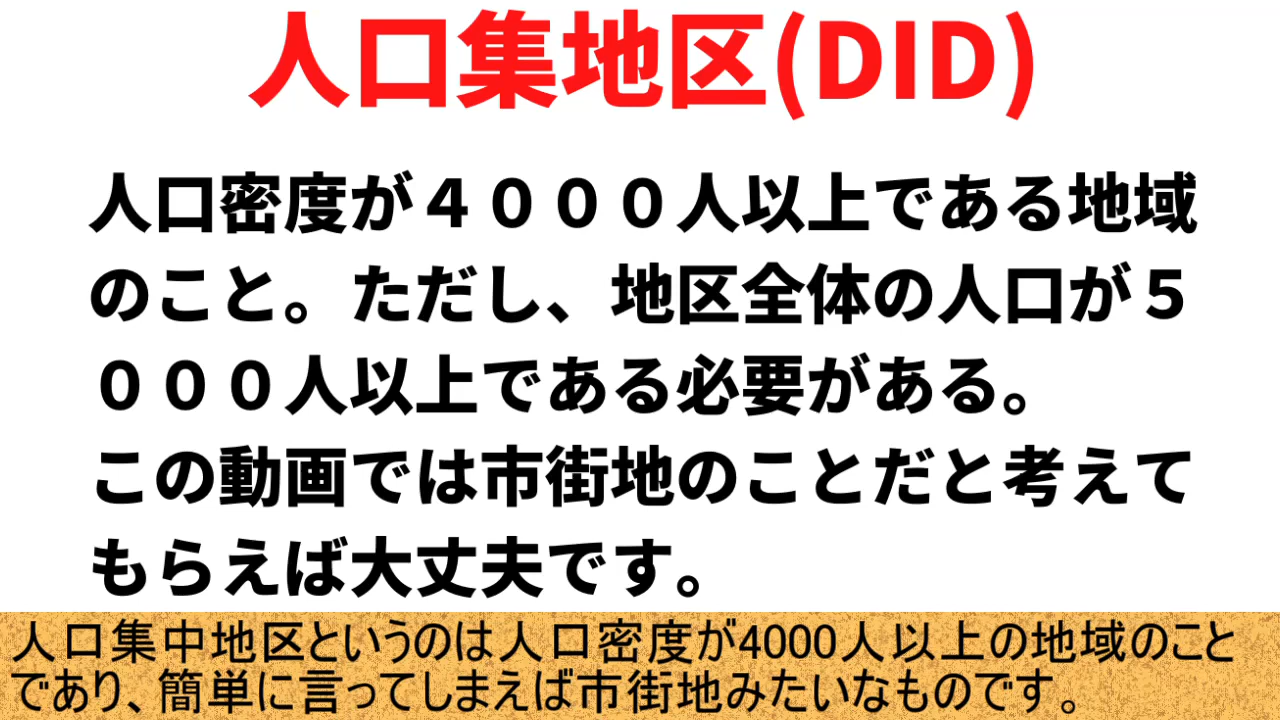 人口集地区(DID)
人口密度が４０００人以上である地域
のこと。ただし、地区全体の人口が５
０００人以上である必要がある。
この動画では市街地のことだと考えて
もらえば大丈夫です。
人口集中地区というのは人口密度が4000人以上の地域のこと
であり、簡単に言ってしまえば市街地みたいなものです。